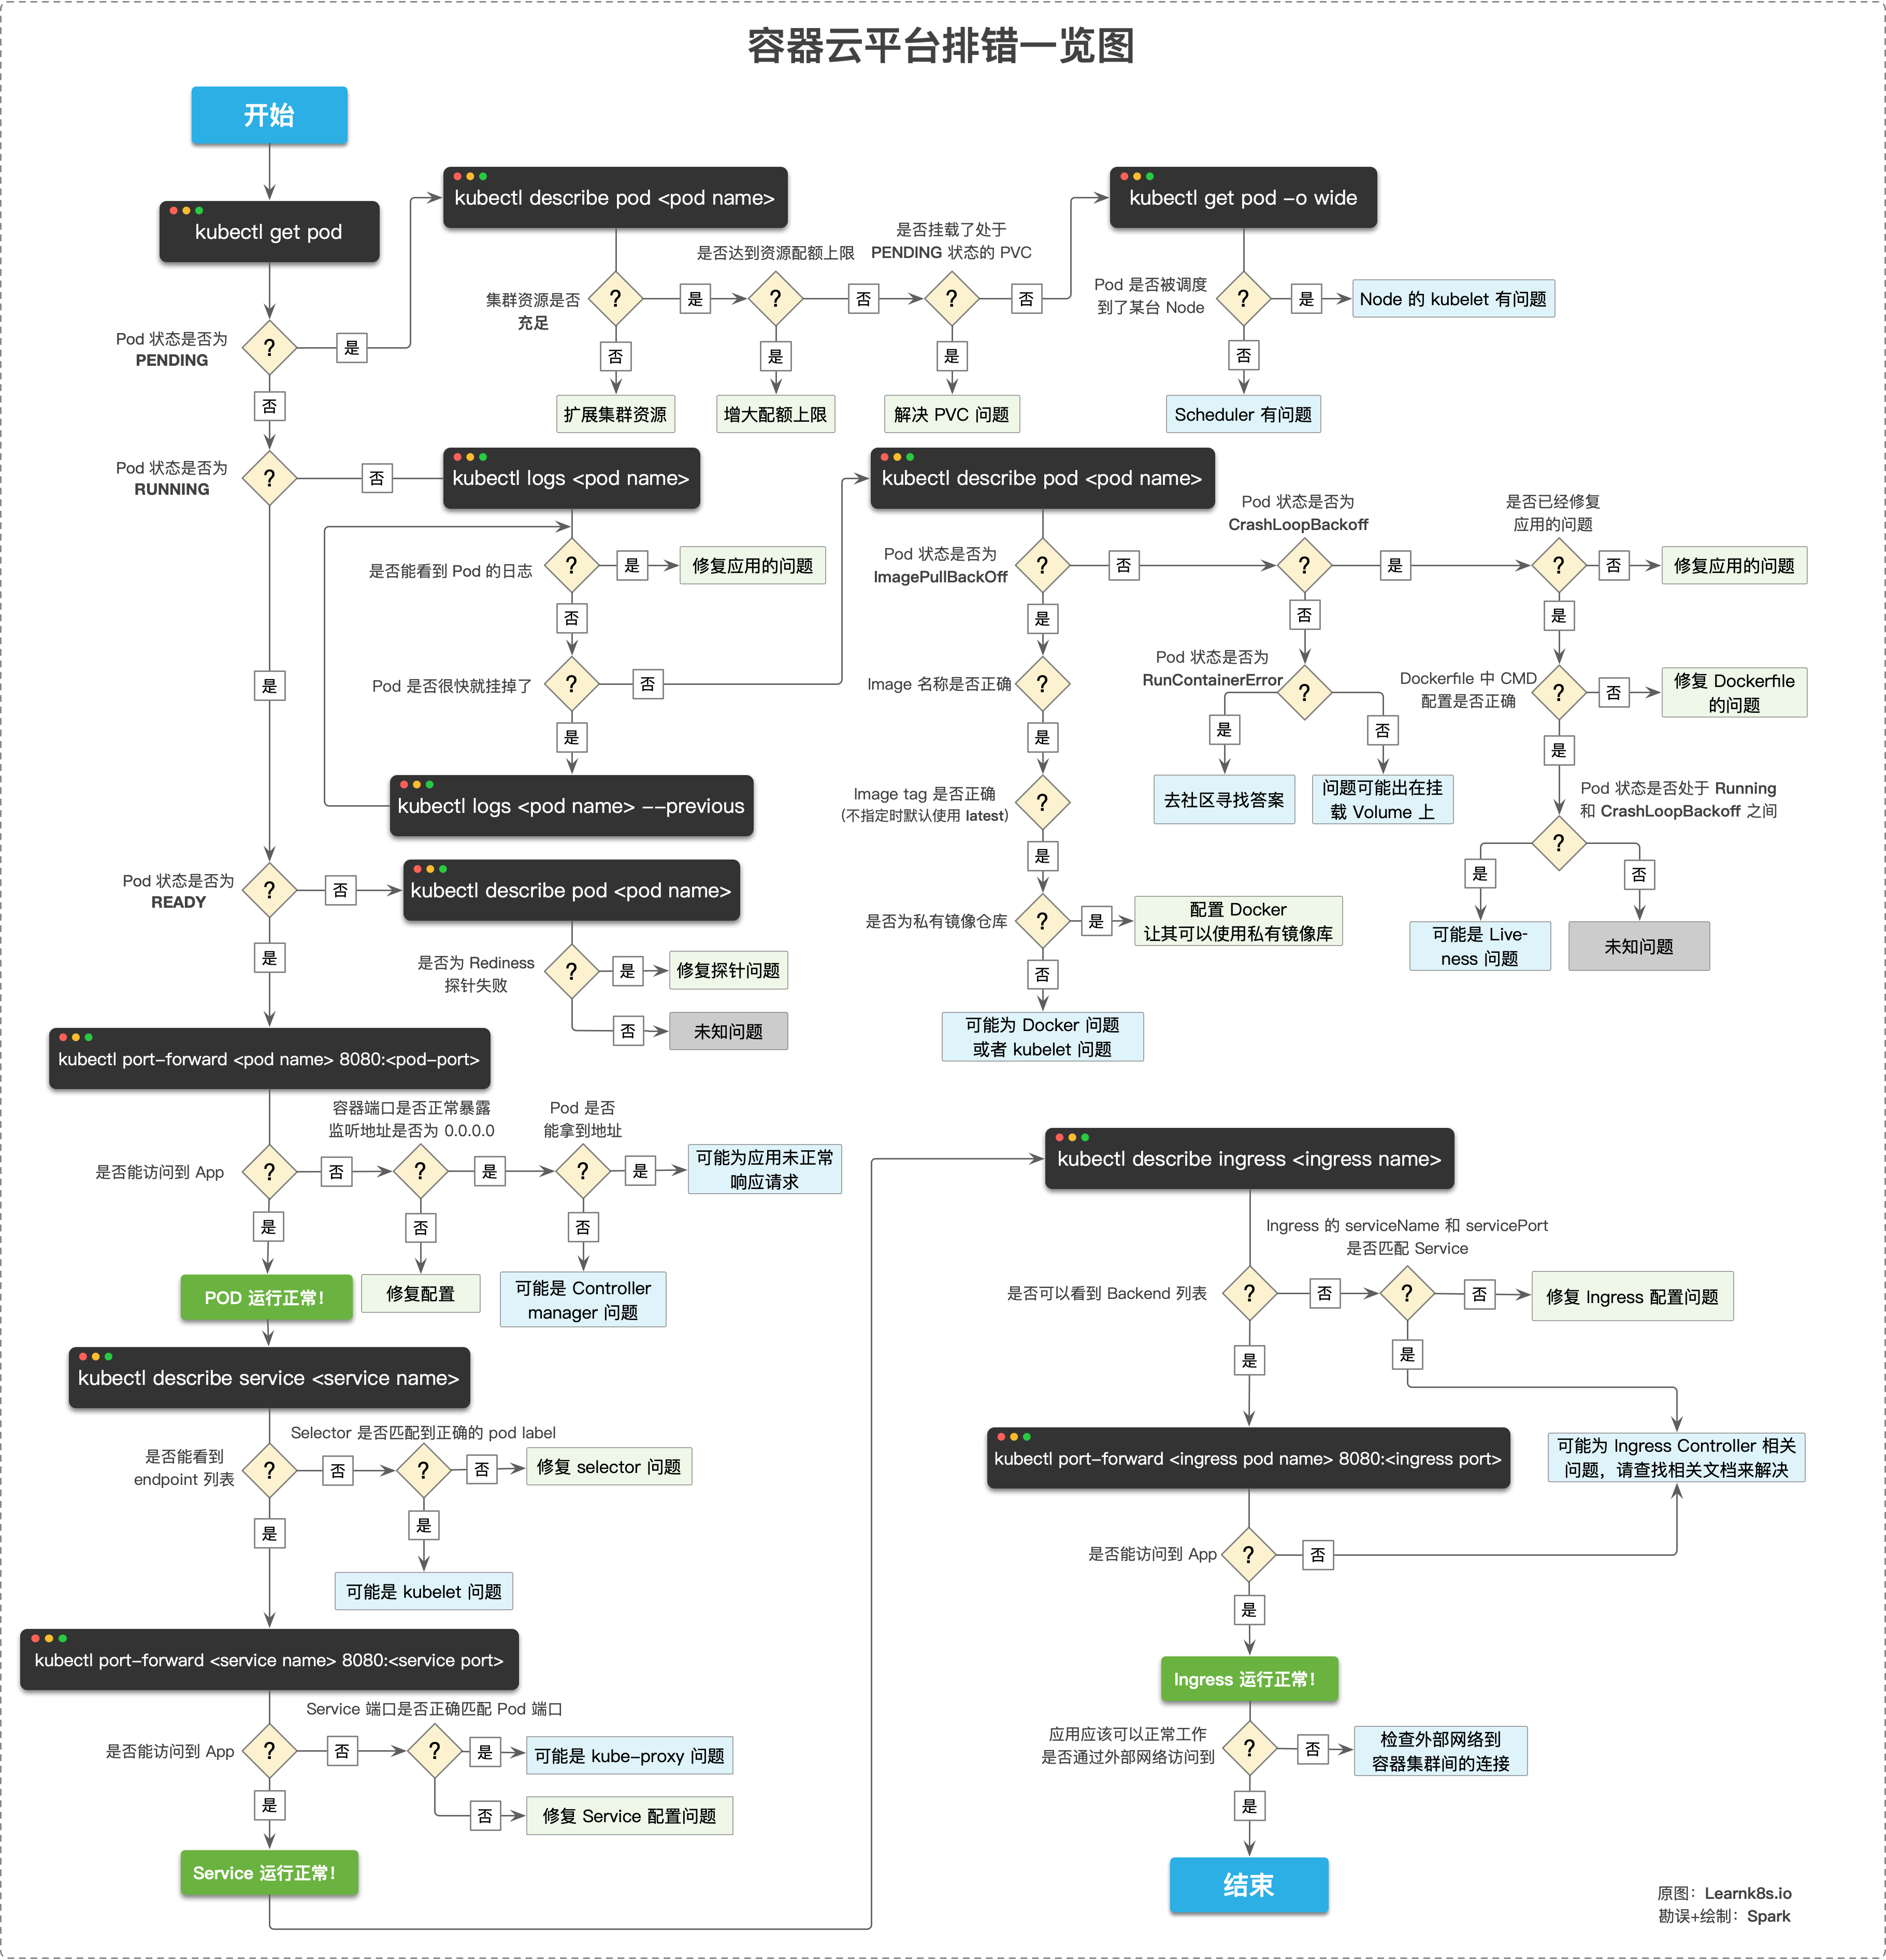 容器云平台排错一览图
开始
kubectl get pod
Pod 状态是否为
PENDING
?
是
否
kubectl describe pod <pod name>
集群资源是否
充足
?
是
否
扩展集群资源
是否达到资源配额上限
?
否
是
增大配额上限
是否挂载了处于
PENDING 状态的 PVC
?
否
是
解决 PVC 问题
kubectl get pod -o wide
Pod 是否被调度
到了某台 Node
?
是
Node 的 kubelet 有问题
否
Scheduler 有问题
Pod 状态是否为
RUNNING
?
否
是
kubectl logs <pod name>
是否能看到 Pod 的日志
?
是
修复应用的问题
否
Pod 是否很快就挂掉了
?
否
是
kubectl logs <pod name> --previous
kubectl describe pod <pod name>
Pod 状态是否为
ImagePullBackOff
?
否
是
Image 名称是否正确
?
是
Image tag 是否正确
(不指定时默认使用 latest)
?
是
是否为私有镜像仓库
?
是
配置 Docker
让其可以使用私有镜像库
否
可能为 Docker 问题
或者 kubelet 问题
Pod 状态是否为
CrashLoopBackoff
?
是
否
Pod 状态是否为
RunContainerError
?
是
否
去社区寻找答案
问题可能出在挂
载 Volume 上
是否已经修复
应用的问题
?
否
修复应用的问题
是
Dockerfile 中 CMD
配置是否正确
?
否
修复 Dockerfile
的问题
是
Pod 状态是否处于 Running
和 CrashLoopBackoff 之间
?
是
否
可能是 Live-
ness 问题
未知问题
Pod 状态是否为
READY
?
否
是
kubectl describe pod <pod name>
是否为 Rediness
探针失败
?
是
修复探针问题
否
未知问题
kubectl port-forward <pod name> 8080:<pod-port>
是否能访问到 App
?
否
是
容器端口是否正常暴露
监听地址是否为 0.0.0.0
?
是
否
修复配置
Pod 是否
能拿到地址
?
是
可能为应用未正常
响应请求
否
可能是 Controller
manager 问题
POD 运行正常!
kubectl describe service <service name>
是否能看到
endpoint 列表
?
否
是
Selector 是否匹配到正确的 pod label
?
否
修复 selector 问题
是
可能是 kubelet 问题
kubectl port-forward <service name> 8080:<service port>
是否能访问到 App
?
否
是
Service 端口是否正确匹配 Pod 端口
?
是
可能是 kube-proxy 问题
否
修复 Service 配置问题
Service 运行正常!
kubectl describe ingress <ingress name>
是否可以看到 Backend 列表
?
否
是
Ingress 的 serviceName 和 servicePort
是否匹配 Service
?
否
修复 Ingress 配置问题
是
可能为 Ingress Controller 相关
问题，请查找相关文档来解决
kubectl port-forward <ingress pod name> 8080:<ingress port>
是否能访问到 App
?
否
是
Ingress 运行正常!
应用应该可以正常工作
是否通过外部网络访问到
?
否
检查外部网络到
容器集群间的连接
是
结束
原图：Learnk8s.io
勘误+绘制：Spark